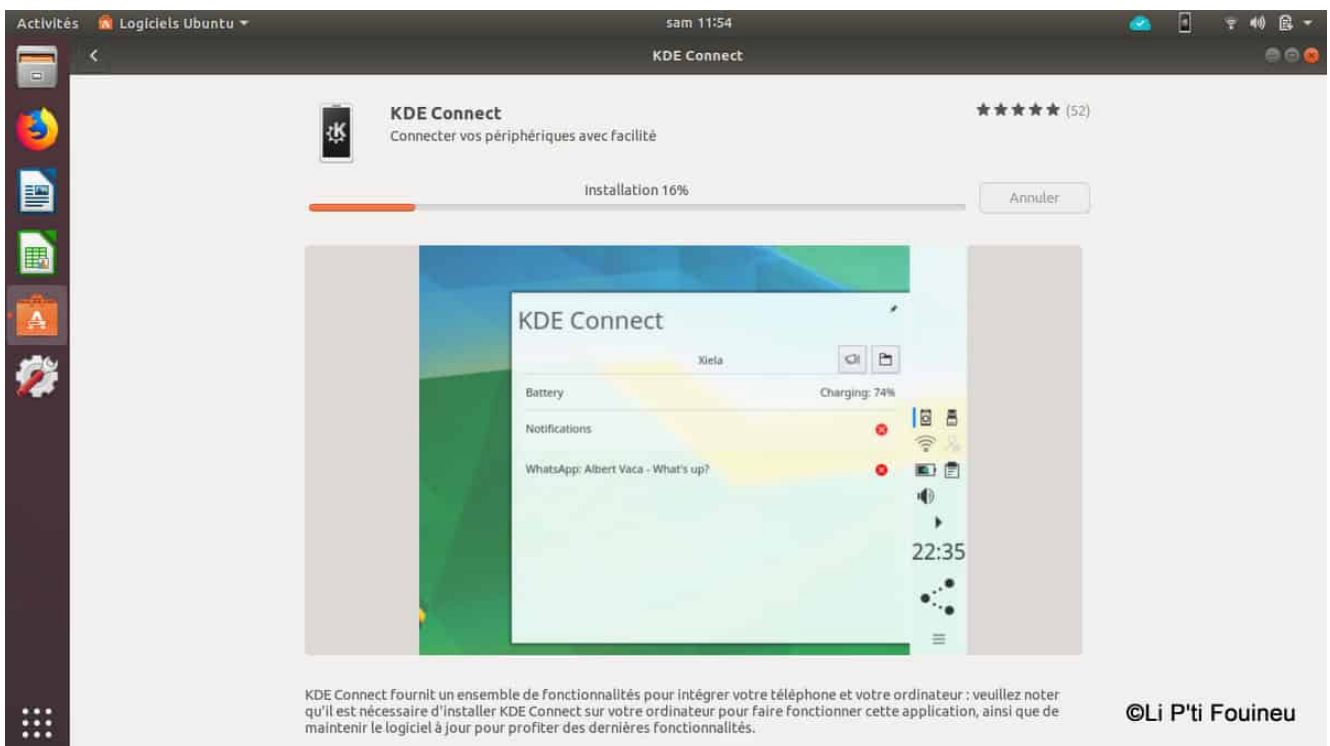 Activités
Logiciels Ubuntu
sam 11:54
KDE Connect
KDE Connect
Connecter vos périphériques avec facilité
(52)
Installation 16%
Annuler
KDE Connect
Xiela
Battery
Charging: 74%
Notifications
WhatsApp: Albert Vaca - What's up?
22:35
KDE Connect fournit un ensemble de fonctionnalités pour intégrer votre téléphone et votre ordinateur : veuillez noter
qu'il est nécessaire d'installer KDE Connect sur votre ordinateur pour faire fonctionner cette application, ainsi que de
maintenir le logiciel à jour pour profiter des dernières fonctionnalités.
©Li P'ti Fouineu